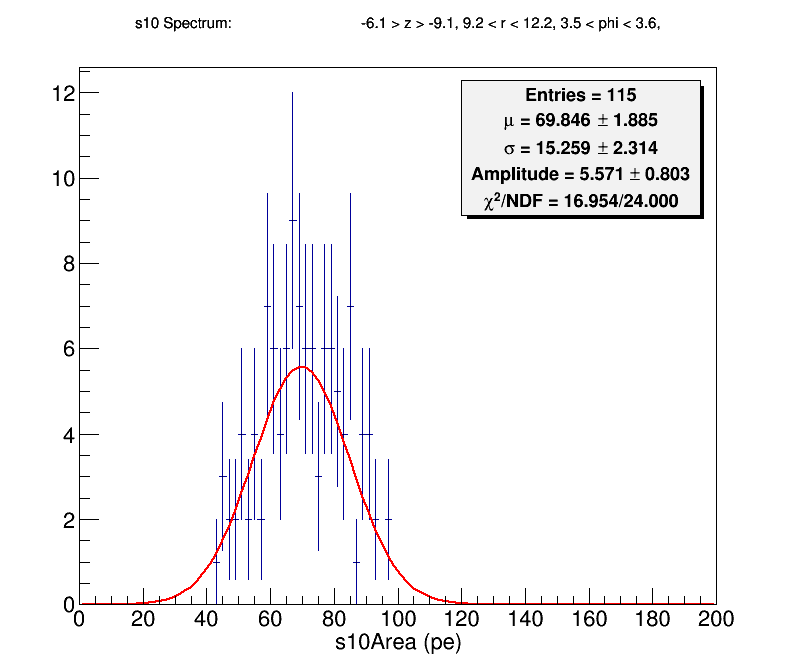 s10 Spectrum: -6.1 > z > -9.1, 9.2 < r < 12.2, 3.5 < phi < 3.6,
Entries = 115
μ = 69.846 ± 1.885
σ = 15.259 ± 2.314
Amplitude = 5.571 ± 0.803
χ²/NDF = 16.954/24.000
12
10
8
6
4
2
0
0 20 40 60 80 100 120 140 160 180 200
s10Area (pe)